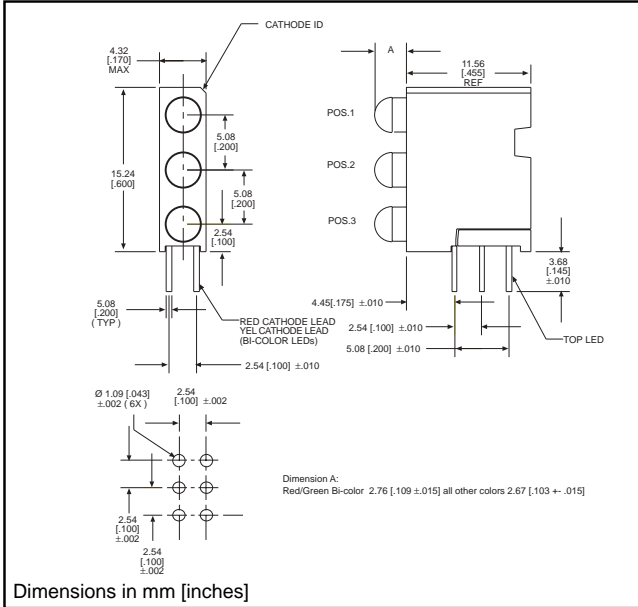 CATHODE ID
4.32
[.170]
MAX
A
11.56
[.455]
REF
POS.1
POS.2
POS.3
5.08
[.200]
15.24
[.600]
5.08
[.200]
2.54
[.100]
3.68
[.145]
±.010
5.08
[.200]
( TYP )
RED CATHODE LEAD
YEL CATHODE LEAD
(BI-COLOR LEDs)
2.54 [.100] ±.010
4.45[.175] ±.010
2.54 [.100] ±.010
5.08 [.200] ±.010
TOP LED
Ø 1.09 [.043]
±.002 ( 6X )
2.54
[.100] ±.002
2.54
[.100]
±.002
2.54
[.100]
±.002
Dimension A:
Red/Green Bi-color 2.76 [.109 ±.015] all other colors 2.67 [.103 +- .015]
Dimensions in mm [inches]